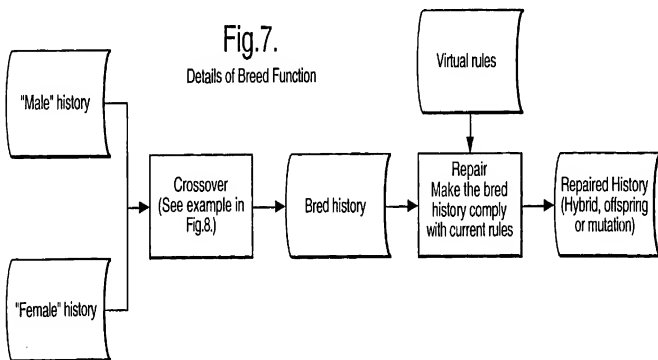 Fig.7.
Details of Breed Function
"Male" history
Virtual rules
Crossover
(See example in
Fig.8.)
Bred history
Repair
Make the bred
history comply
with current rules
Repaired History
(Hybrid, offspring
or mutation)
"Female" history